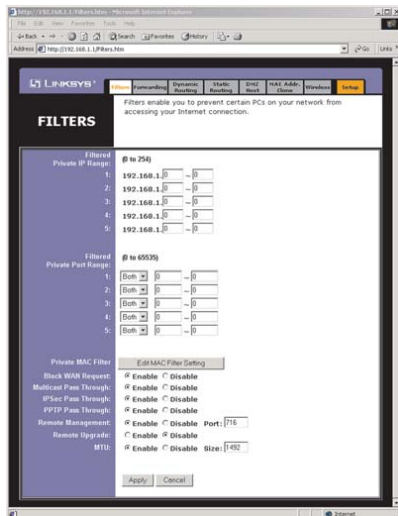 http://192.168.1.1/Filters.htm - Microsoft Internet Explorer
File Edit View Favorites Tools Help
Back Search Favorites History
Address http://192.168.1.1/Filters.htm Go Links
LINKSYS Filters Forwarding Dynamic Routing Static Routing DMZ Host MAC Addr. Clone Wireless Setup
FILTERS
Filters enable you to prevent certain PCs on your network from
accessing your Internet connection.
Filtered Private IP Range: (0 to 254)
1: 192.168.1.0 ~ 0
2: 192.168.1.0 ~ 0
3: 192.168.1.0 ~ 0
4: 192.168.1.0 ~ 0
5: 192.168.1.0 ~ 0
Filtered Private Port Range: (0 to 65535)
1: Both 0 ~ 0
2: Both 0 ~ 0
3: Both 0 ~ 0
4: Both 0 ~ 0
5: Both 0 ~ 0
Private MAC Filter Edit MAC Filter Setting
Block WAN Request: Enable Disable
Multicast Pass Through: Enable Disable
IPSec Pass Through: Enable Disable
PPTP Pass Through: Enable Disable
Remote Management: Enable Disable Port: 716
Remote Upgrade: Enable Disable
MTU: Enable Disable Size: 1492
Apply Cancel
Internet